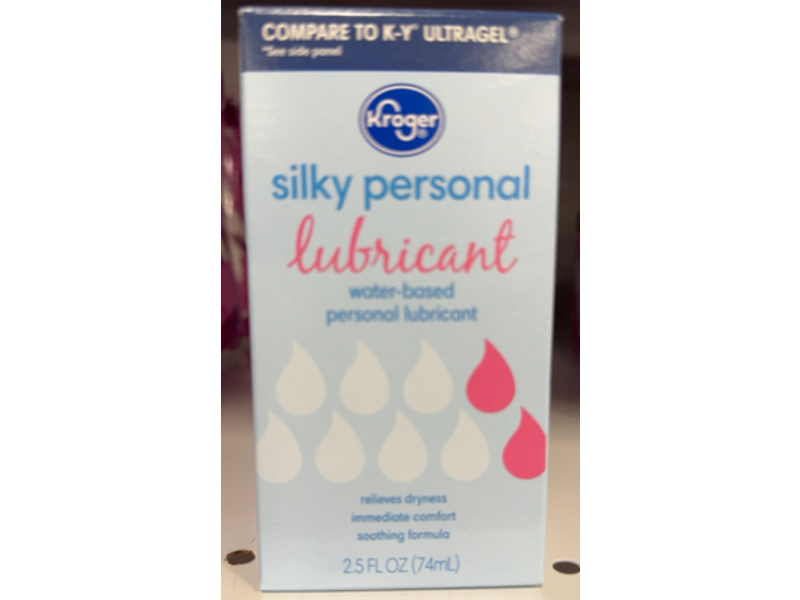 COMPARE TO K-Y* ULTRAGEL®
*See side panel
Kroger®
silky personal
lubricant
water-based
personal lubricant
relieves dryness
immediate comfort
soothing formula
2.5 FL OZ (74mL)